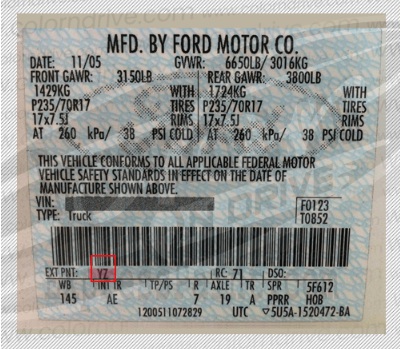 MFD. BY FORD MOTOR CO.
DATE: 11/05 GVWR: 6650LB/ 3016KG
FRONT GAWR: 3150LB REAR GAWR: 3800LB
1429KG WITH 1724KG WITH
P235/70R17 TIRES P235/70R17 TIRES
17x7.5J RIMS 17x7.5J RIMS
AT 260 kPa/ 38 PSI COLD AT 260 kPa/ 38 PSI COLD
THIS VEHICLE CONFORMS TO ALL APPLICABLE FEDERAL MOTOR
VEHICLE SAFETY STANDARDS IN EFFECT ON THE DATE OF
MANUFACTURE SHOWN ABOVE.
VIN:
TYPE: Truck
F0123
T0852
EXT PNT: YZ RC: 71 DSO:
WB INT TR TP/PS R AXLE TR SPR 5F612
145 AE 7 19 A PPRR H0B
1200511072829 UTC ▽5U5A-1520472-BA